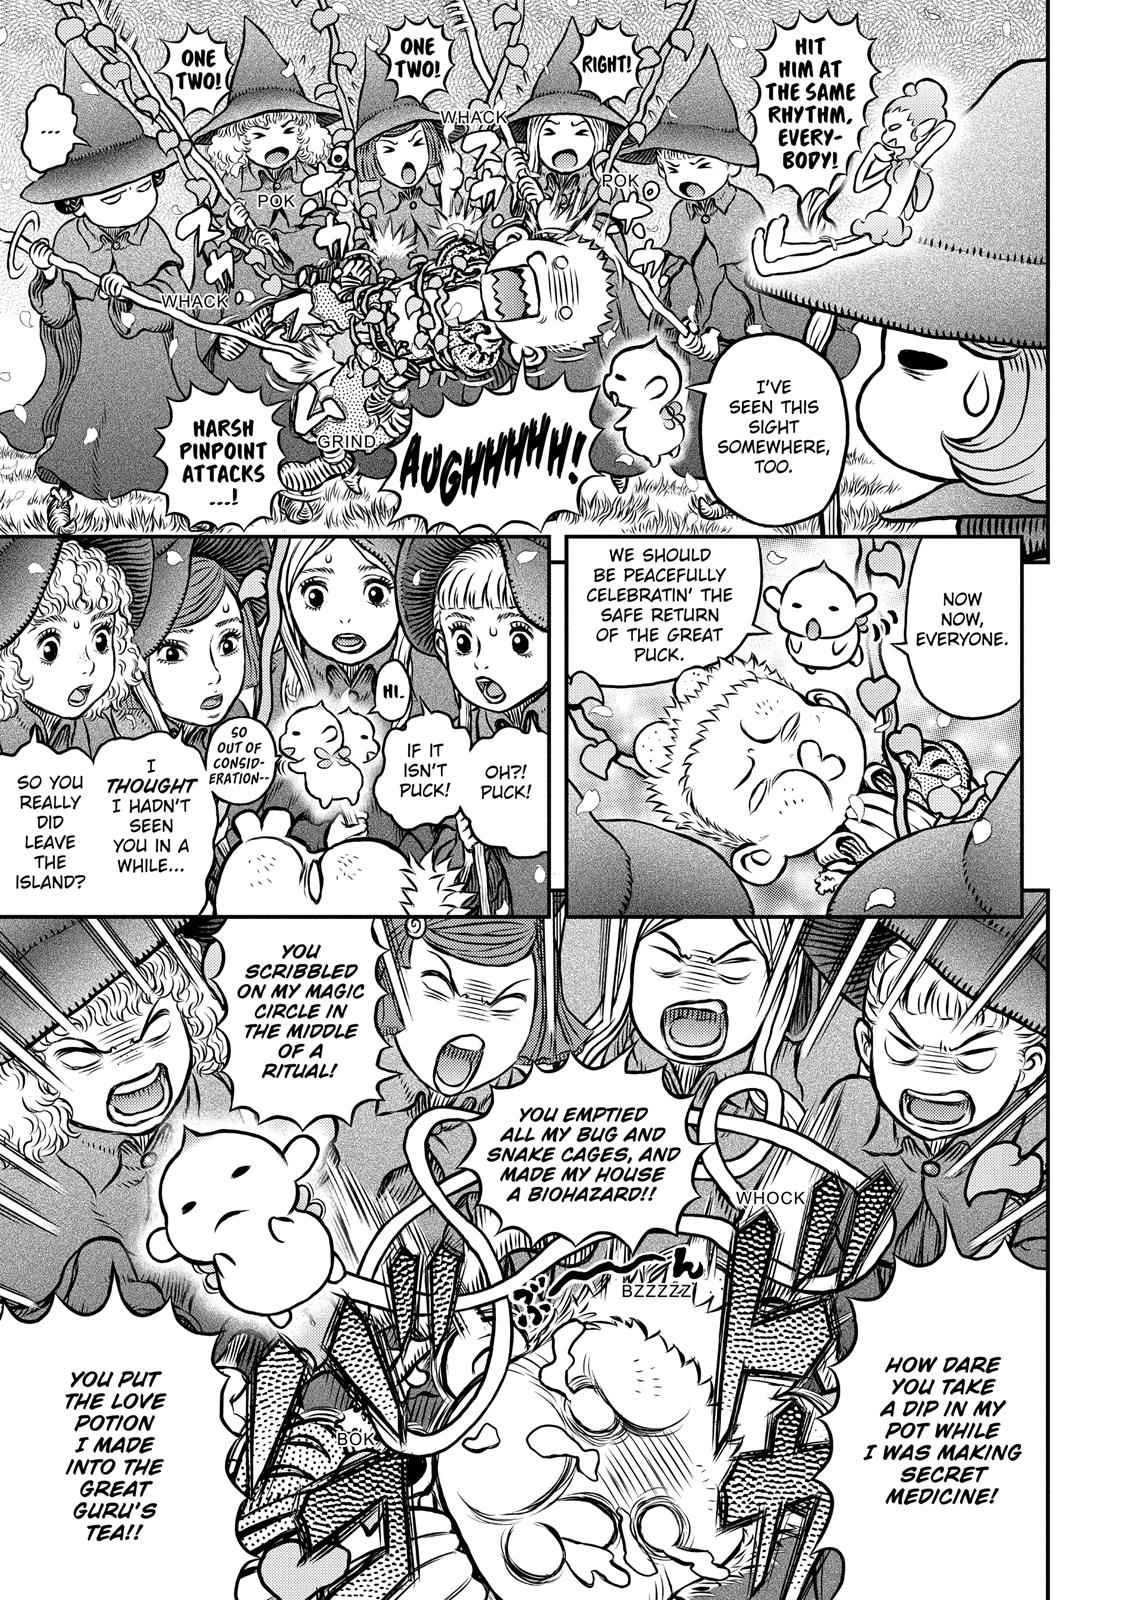 HIT
HIM AT
THE SAME
RHYTHM,
EVERY-
BODY!
RIGHT!
ONE
TWO!
ONE
TWO!
...
WHACK
POK
POK
WHACK
GRIND
I'VE
SEEN THIS
SIGHT
SOMEWHERE,
TOO.
AUGHHHHH!
HARSH
PINPOINT
ATTACKS
...!
NOW
NOW,
EVERYONE.
WE SHOULD
BE PEACEFULLY
CELEBRATIN' THE
SAFE RETURN
OF THE GREAT
PUCK.
HI.
OH?!
PUCK!
IF IT
ISN'T
PUCK!
SO
OUT OF
CONSID-
ERATION--
I
THOUGHT
I HADN'T
SEEN
YOU IN A
WHILE...
SO YOU
REALLY
DID
LEAVE
THE
ISLAND?
YOU
SCRIBBLED
ON MY MAGIC
CIRCLE IN
THE MIDDLE
OF A
RITUAL!
YOU EMPTIED
ALL MY BUG AND
SNAKE CAGES, AND
MADE MY HOUSE
A BIOHAZARD!!
WHOCK
BZZZZZ
BOK
HOW DARE
YOU TAKE
A DIP IN MY
POT WHILE
I WAS MAKING
SECRET
MEDICINE!
YOU PUT
THE LOVE
POTION
I MADE
INTO THE
GREAT
GURU'S
TEA!!